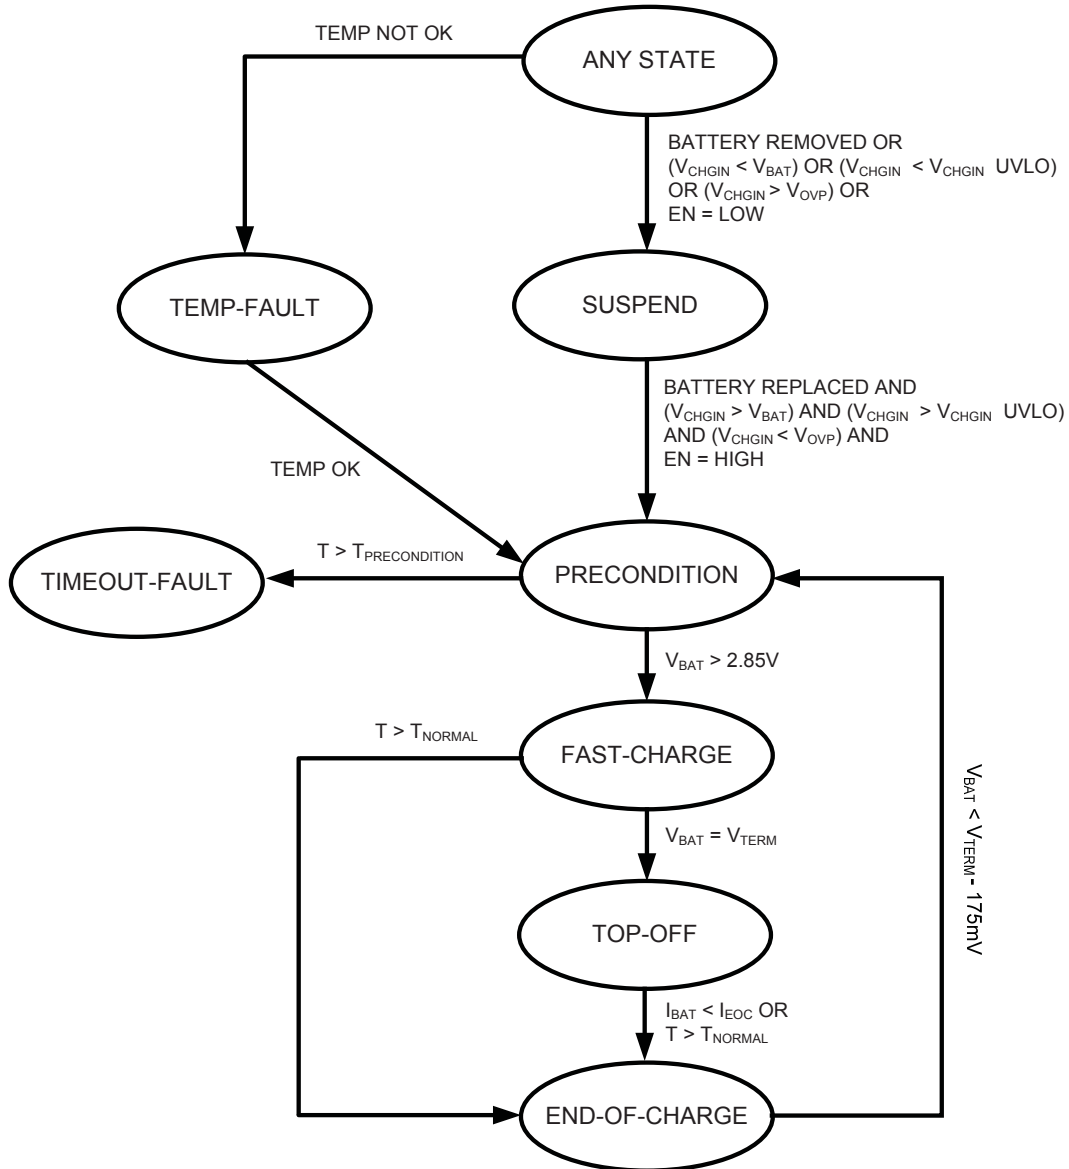 TEMP NOT OK
ANY STATE
BATTERY REMOVED OR
(VCHGIN < VBAT) OR (VCHGIN < VCHGIN UVLO)
OR (VCHGIN > VOVP) OR
EN = LOW
TEMP-FAULT
SUSPEND
BATTERY REPLACED AND
(VCHGIN > VBAT) AND (VCHGIN > VCHGIN UVLO)
AND (VCHGIN < VOVP) AND
EN = HIGH
TEMP OK
T > TPRECONDITION
TIMEOUT-FAULT
PRECONDITION
VBAT > 2.85V
T > TNORMAL
FAST-CHARGE
VBAT < VTERM - 175mV
VBAT = VTERM
TOP-OFF
IBAT < IEOC OR
T > TNORMAL
END-OF-CHARGE